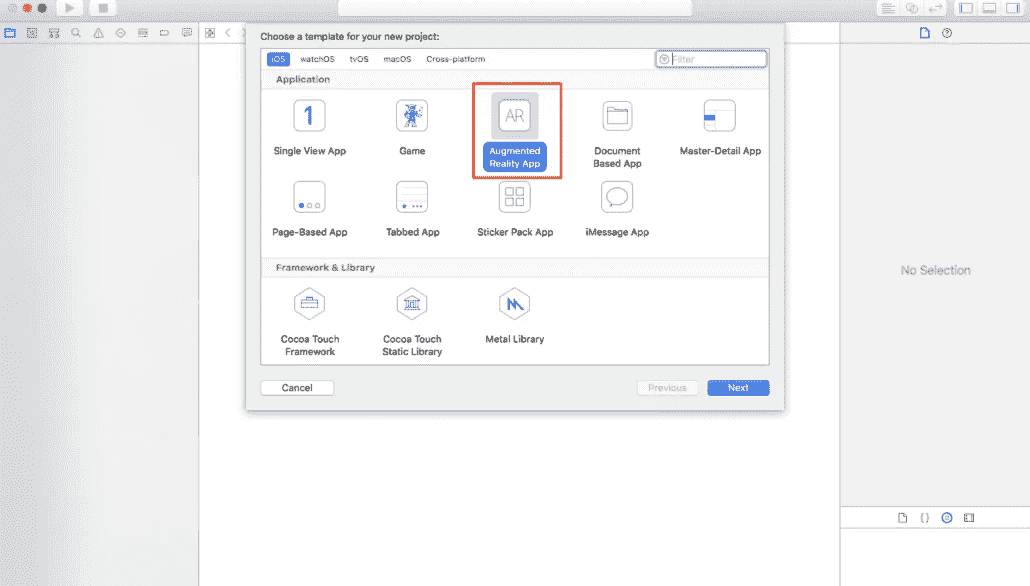 Choose a template for your new project:
iOS watchOS tvOS macOS Cross-platform Filter
Application
1 AR
Single View App Game Augmented Reality App Document Based App Master-Detail App
Page-Based App Tabbed App Sticker Pack App iMessage App
Framework & Library
Cocoa Touch Framework Cocoa Touch Static Library Metal Library
Cancel Previous Next
No Selection